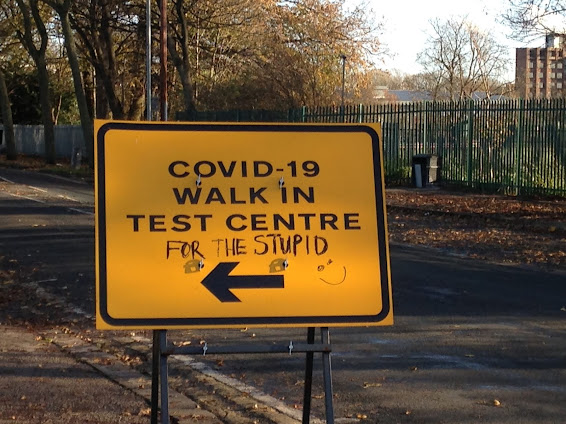 COVID-19
WALK IN
TEST CENTRE
FOR THE STUPID